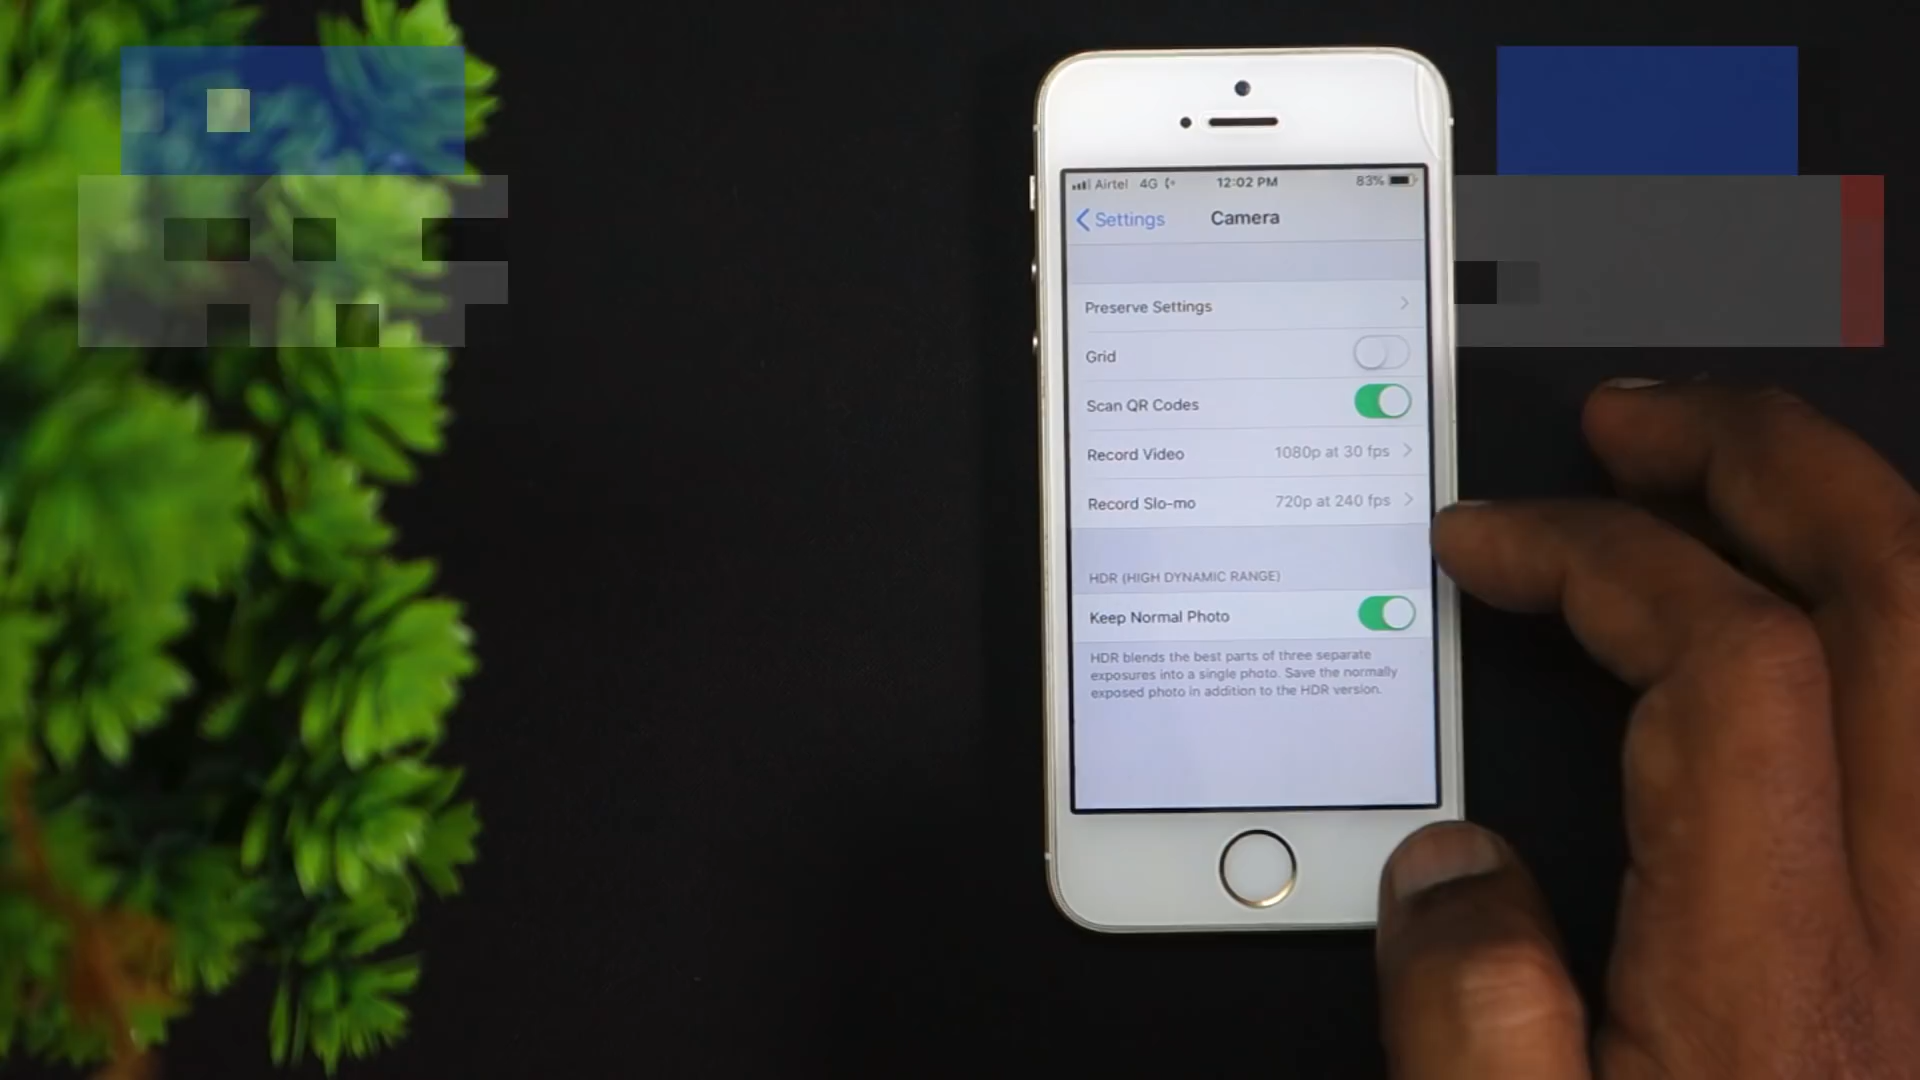 Airtel 4G 12:02 PM 83%
Settings Camera
Preserve Settings
Grid
Scan QR Codes
Record Video 1080p at 30 fps
Record Slo-mo 720p at 240 fps
HDR (HIGH DYNAMIC RANGE)
Keep Normal Photo
HDR blends the best parts of three separate
exposures into a single photo. Save the normally
exposed photo in addition to the HDR version.